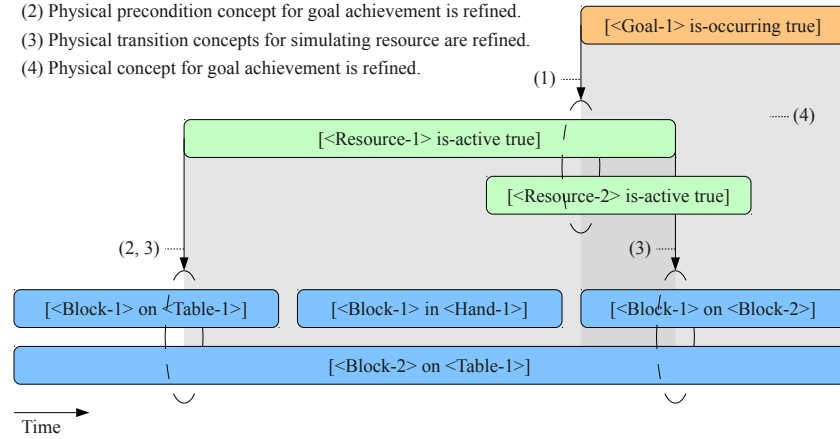 (2) Physical precondition concept for goal achievement is refined.
(3) Physical transition concepts for simulating resource are refined.
(4) Physical concept for goal achievement is refined.
[<Goal-1> is-occurring true]
(1)
(4)
[<Resource-1> is-active true]
[<Resource-2> is-active true]
(2, 3)
(3)
[<Block-1> on <Table-1>]
[<Block-1> in <Hand-1>]
[<Block-1> on <Block-2>]
[<Block-2> on <Table-1>]
Time